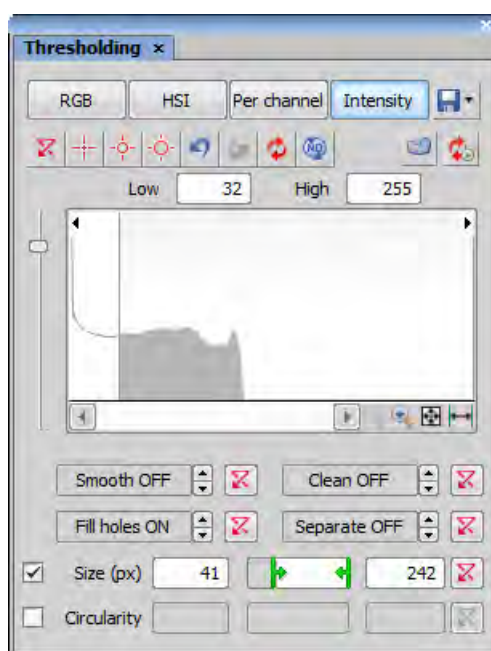 Thresholding ×
RGB HSI Per channel Intensity
Low 32 High 255
Smooth OFF Clean OFF
Fill holes ON Separate OFF
Size (px) 41 242
Circularity